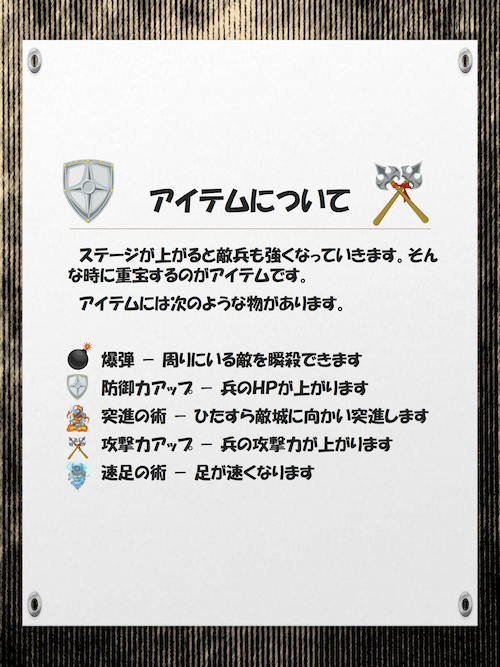 アイテムについて
ステージが上がると敵兵も強くなっていきます。そん
な時に重宝するのがアイテムです。
アイテムには次のような物があります。
爆弾 － 周りにいる敵を瞬殺できます
防御力アップ － 兵のHPが上がります
突進の術 － ひたすら敵城に向かい突進します
攻撃力アップ － 兵の攻撃力が上がります
速足の術 － 足が速くなります